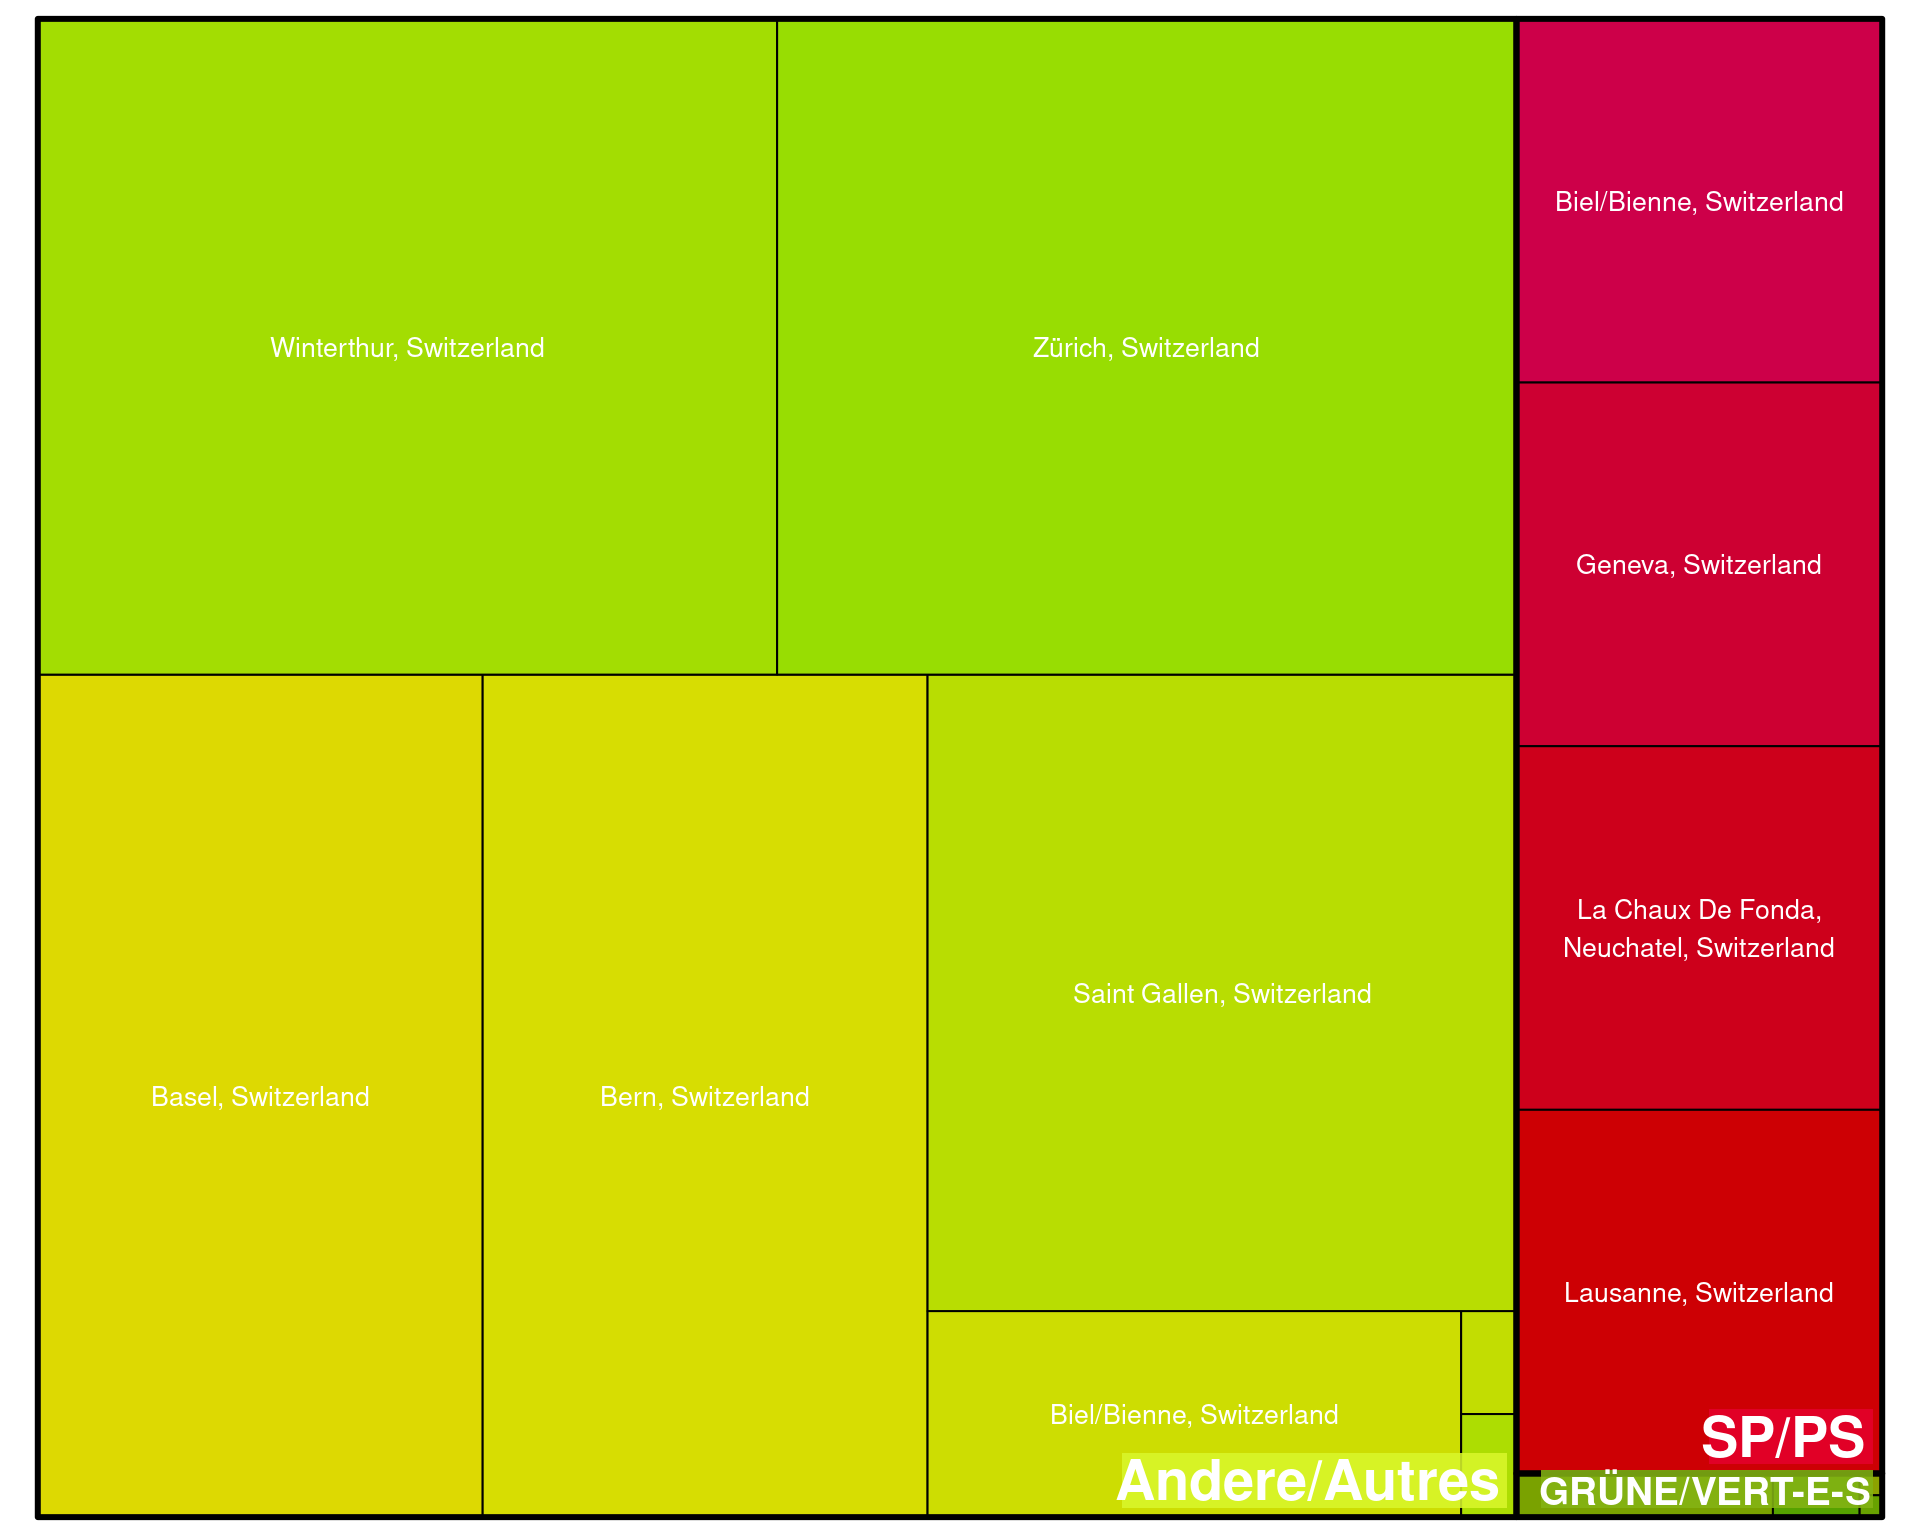 Winterthur, Switzerland
Zürich, Switzerland
Biel/Bienne, Switzerland
Geneva, Switzerland
La Chaux De Fonda,
Neuchatel, Switzerland
Basel, Switzerland
Bern, Switzerland
Saint Gallen, Switzerland
Lausanne, Switzerland
Biel/Bienne, Switzerland
SP/PS
Andere/Autres
GRÜNE/VERT-E-S